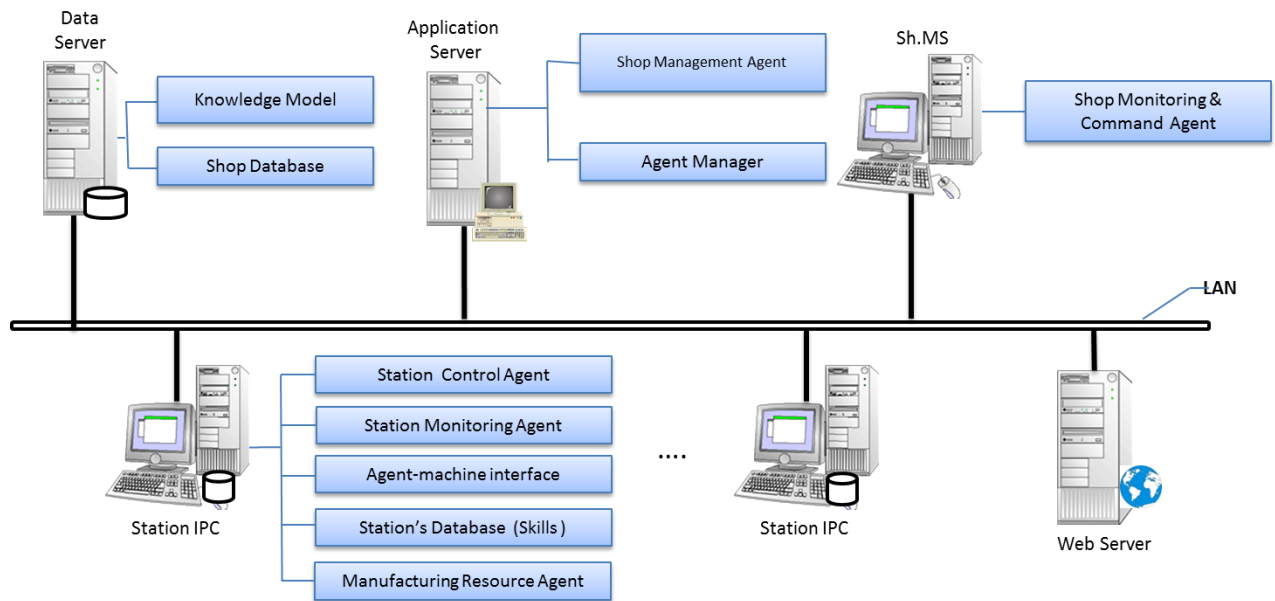 Data
Server
Knowledge Model
Shop Database
Application
Server
Shop Management Agent
Agent Manager
Sh.MS
Shop Monitoring &
Command Agent
LAN
Station Control Agent
Station Monitoring Agent
Agent-machine interface
Station's Database (Skills )
Manufacturing Resource Agent
Station IPC
....
Station IPC
Web Server